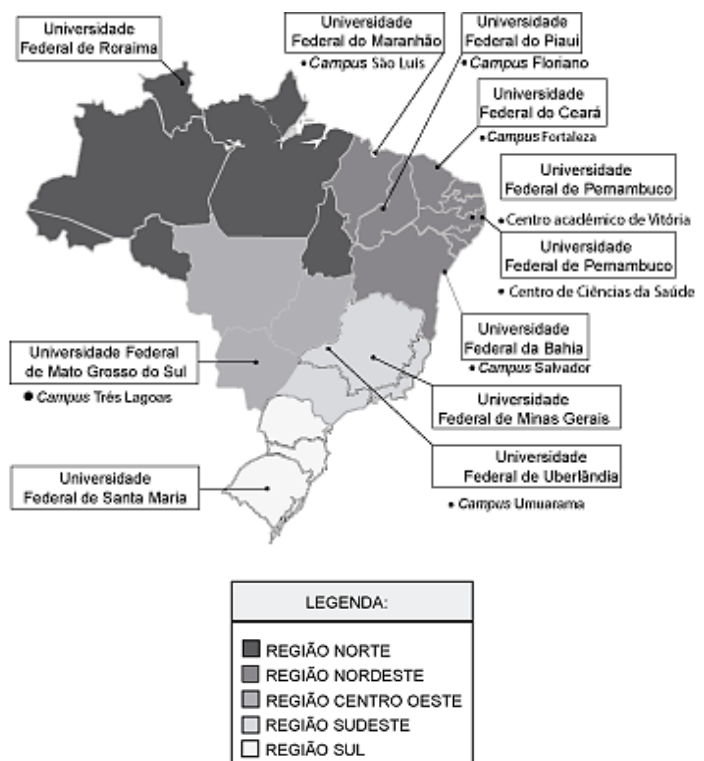 Universidade
Federal de Roraima
Universidade
Federal do Maranhão
• Campus São Luís
Universidade
Federal do Piaui
• Campus Floriano
Universidade
Federal do Ceará
• Campus Fortaleza
Universidade
Federal de Pernambuco
• Centro acadêmico de Vitória
Universidade
Federal de Pernambuco
• Centro de Ciências da Saúde
Universidade
Federal da Bahia
• Campus Salvador
Universidade Federal
de Mato Grosso do Sul
• Campus Três Lagoas
Universidade
Federal de Minas Gerais
Universidade
Federal de Uberlândia
• Campus Umuarama
Universidade
Federal de Santa Maria
LEGENDA:
REGIÃO NORTE
REGIÃO NORDESTE
REGIÃO CENTRO OESTE
REGIÃO SUDESTE
REGIÃO SUL